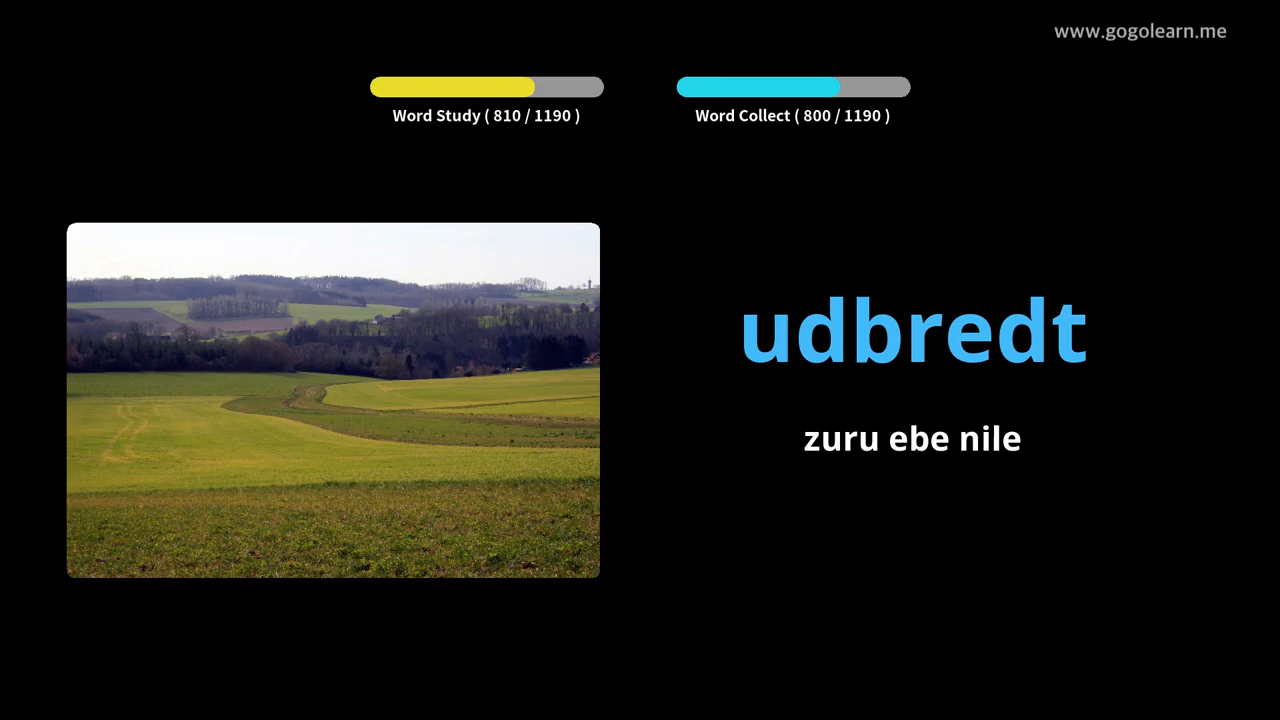 www.gogolearn.me
Word Study ( 810 / 1190 )
Word Collect ( 800 / 1190 )
udbredt
zuru ebe nile